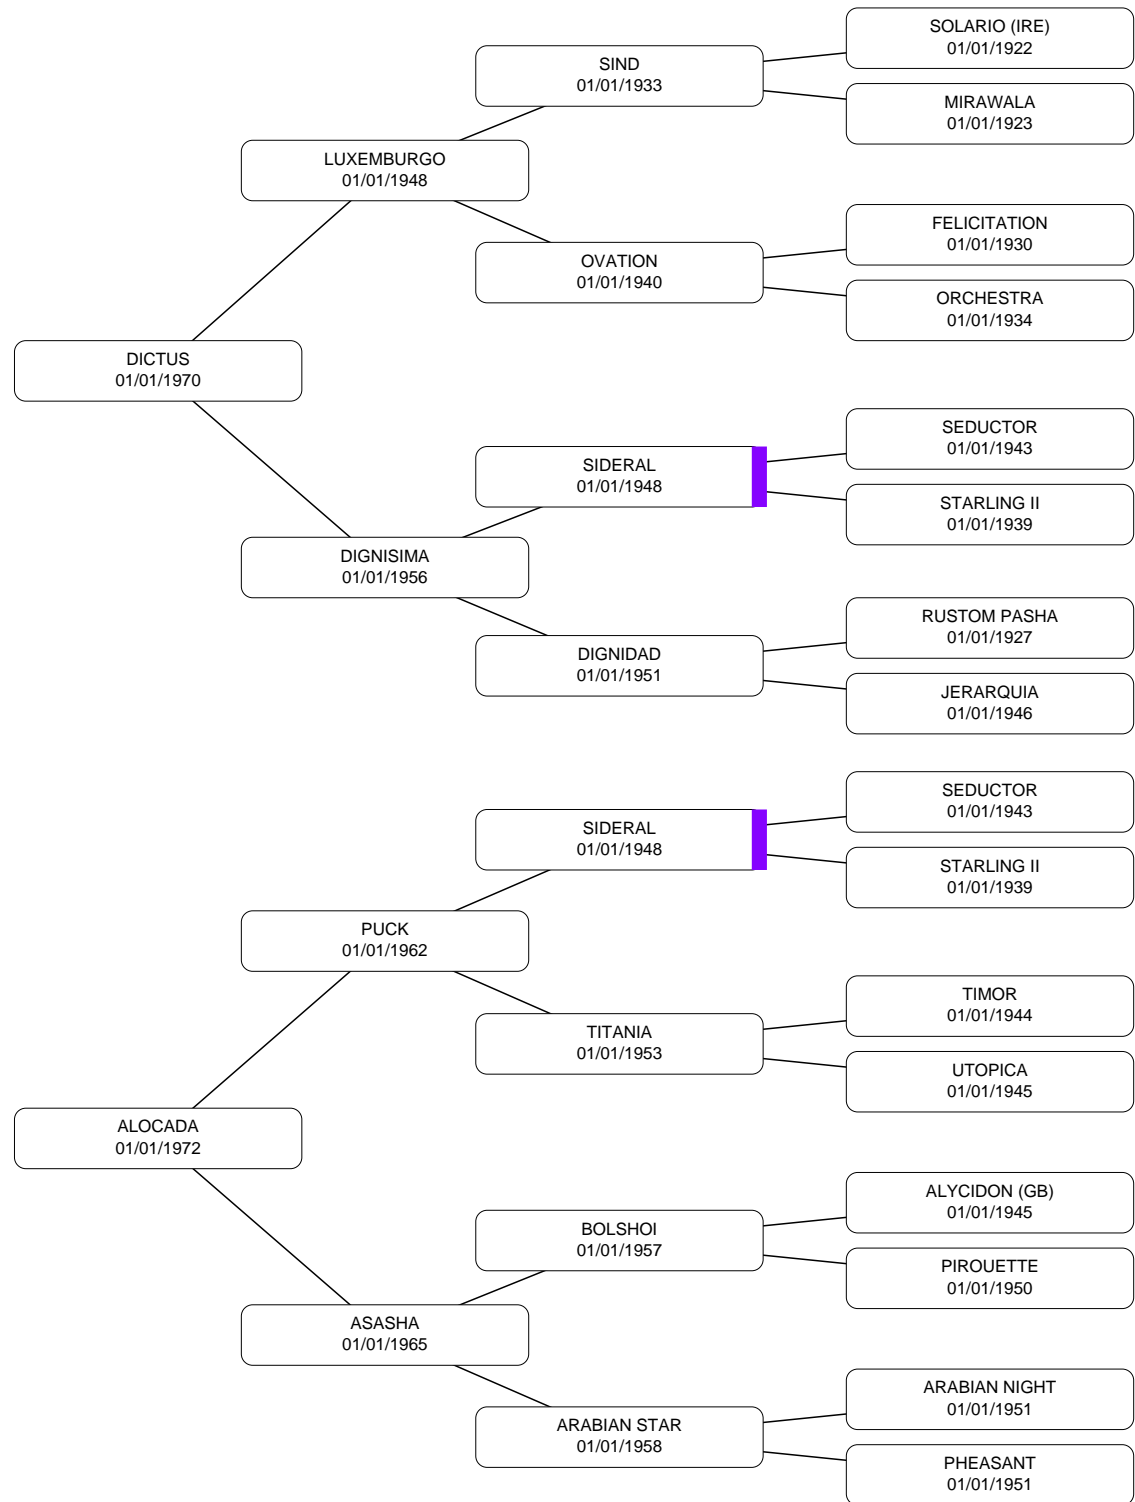 SOLARIO (IRE)
01/01/1922
SIND
01/01/1933
MIRAWALA
01/01/1923
LUXEMBURGO
01/01/1948
FELICITATION
01/01/1930
OVATION
01/01/1940
ORCHESTRA
01/01/1934
DICTUS
01/01/1970
SEDUCTOR
01/01/1943
SIDERAL
01/01/1948
STARLING II
01/01/1939
DIGNISIMA
01/01/1956
RUSTOM PASHA
01/01/1927
DIGNIDAD
01/01/1951
JERARQUIA
01/01/1946
SEDUCTOR
01/01/1943
SIDERAL
01/01/1948
STARLING II
01/01/1939
PUCK
01/01/1962
TIMOR
01/01/1944
TITANIA
01/01/1953
UTOPICA
01/01/1945
ALOCADA
01/01/1972
ALYCIDON (GB)
01/01/1945
BOLSHOI
01/01/1957
PIROUETTE
01/01/1950
ASASHA
01/01/1965
ARABIAN NIGHT
01/01/1951
ARABIAN STAR
01/01/1958
PHEASANT
01/01/1951